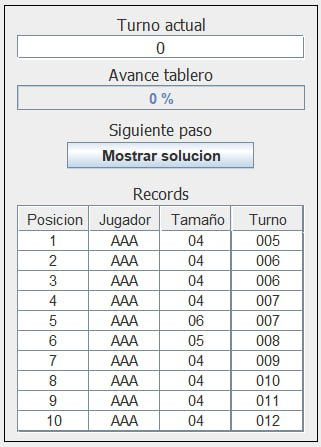 Turno actual
0
Avance tablero
0 %
Siguiente paso
Mostrar solucion
Records
Posicion Jugador Tamaño Turno
1 AAA 04 005
2 AAA 04 006
3 AAA 04 006
4 AAA 04 007
5 AAA 06 007
6 AAA 05 008
7 AAA 04 009
8 AAA 04 010
9 AAA 04 011
10 AAA 04 012